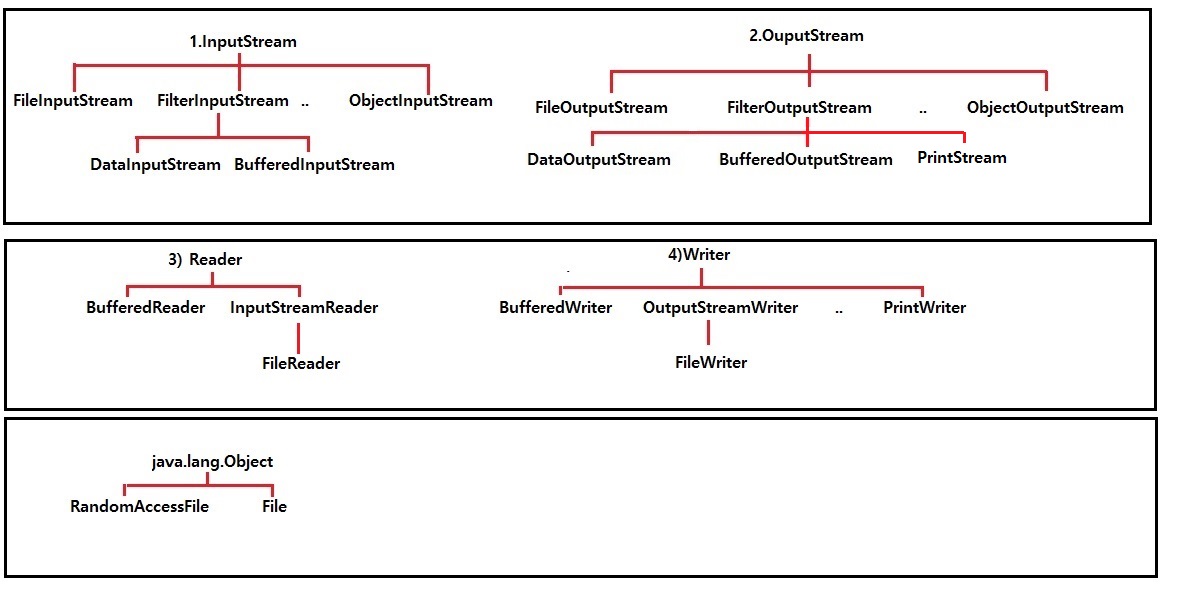 1.InputStream
FileInputStream FilterInputStream .. ObjectInputStream
DataInputStream BufferedInputStream
2.OuputStream
FileOutputStream FilterOutputStream .. ObjectOutputStream
DataOutputStream BufferedOutputStream PrintStream
3) Reader
BufferedReader InputStreamReader
FileReader
4)Writer
BufferedWriter OutputStreamWriter .. PrintWriter
FileWriter
java.lang.Object
RandomAccessFile File